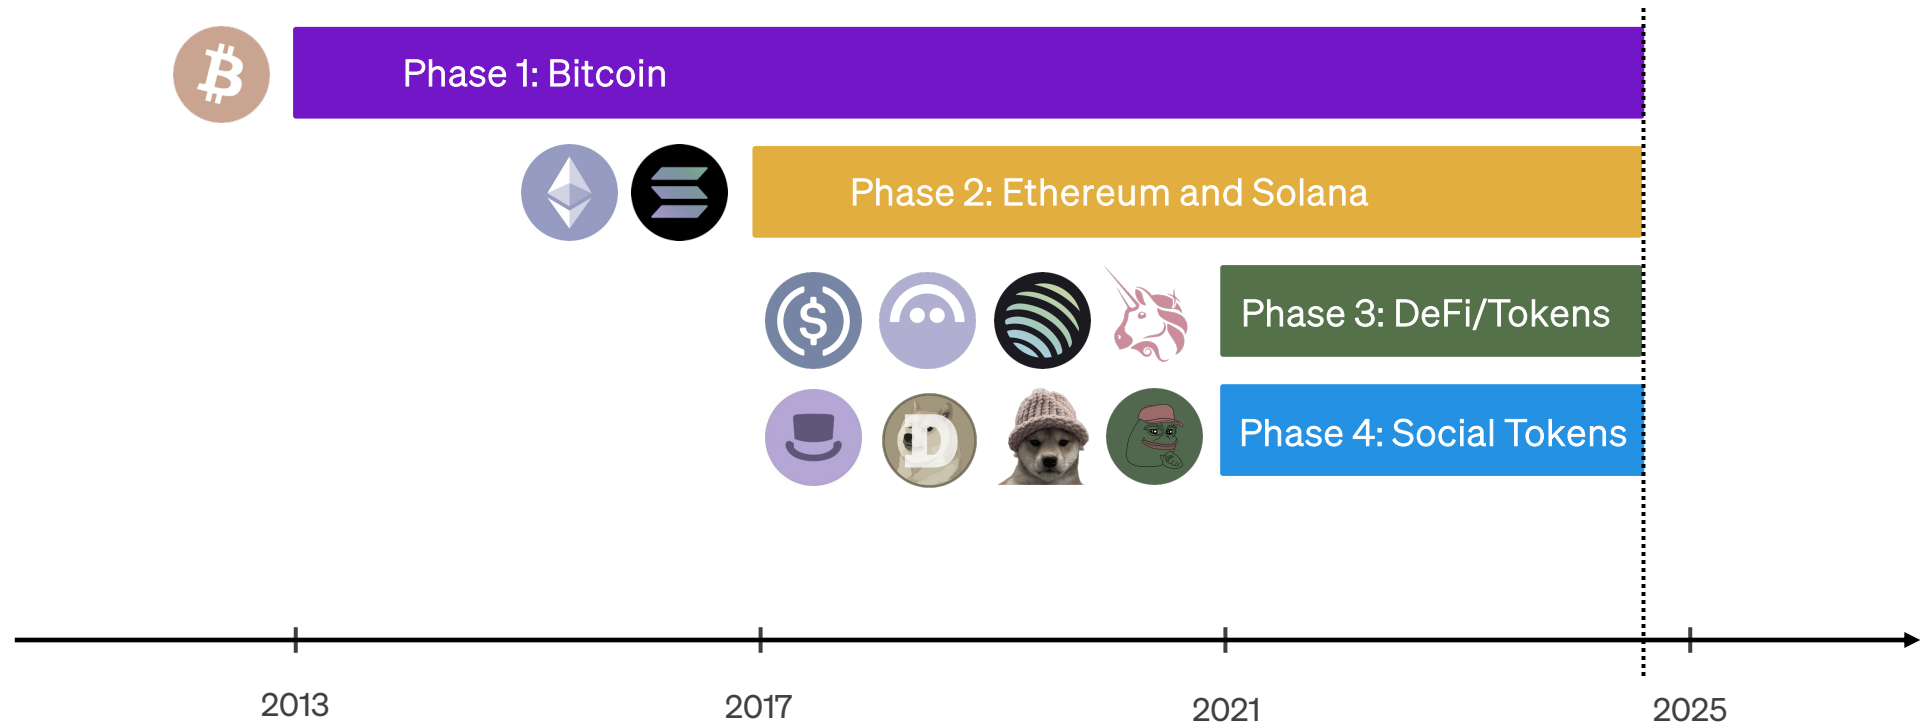 Phase 1: Bitcoin
Phase 2: Ethereum and Solana
Phase 3: DeFi/Tokens
Phase 4: Social Tokens
2013
2017
2021
2025